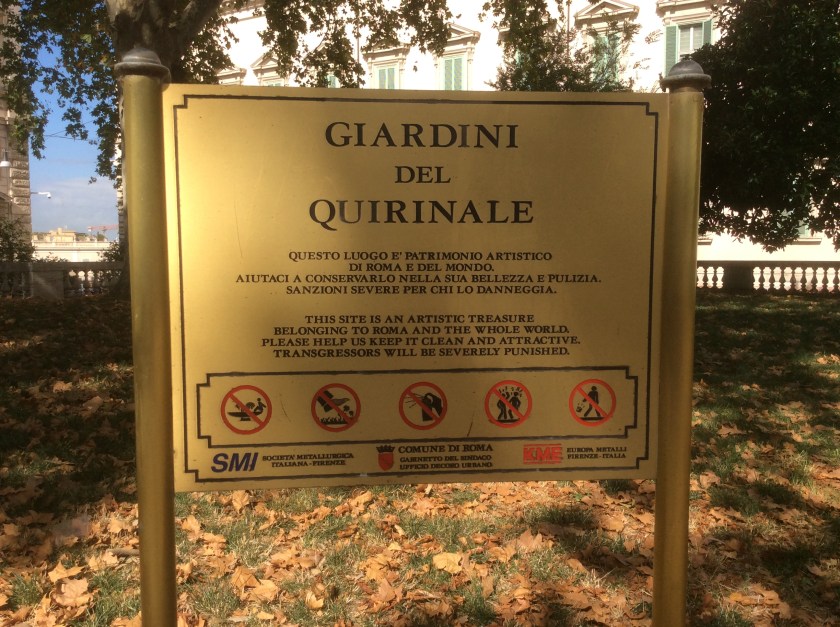 GIARDINI
DEL
QUIRINALE
QUESTO LUOGO E' PATRIMONIO ARTISTICO
DI ROMA E DEL MONDO.
AIUTACI A CONSERVARLO NELLA SUA BELLEZZA E PULIZIA.
SANZIONI SEVERE PER CHI LO DANNEGGIA.
THIS SITE IS AN ARTISTIC TREASURE
BELONGING TO ROMA AND THE WHOLE WORLD.
PLEASE HELP US KEEP IT CLEAN AND ATTRACTIVE.
TRANSGRESSORS WILL BE SEVERELY PUNISHED.
SMI
SOCIETA' METALLURGICA
ITALIANA - FIRENZE
COMUNE DI ROMA
GABINETTO DEL SINDACO
UFFICIO DECORO URBANO
KME
EUROPA METALLI
FIRENZE - ITALIA